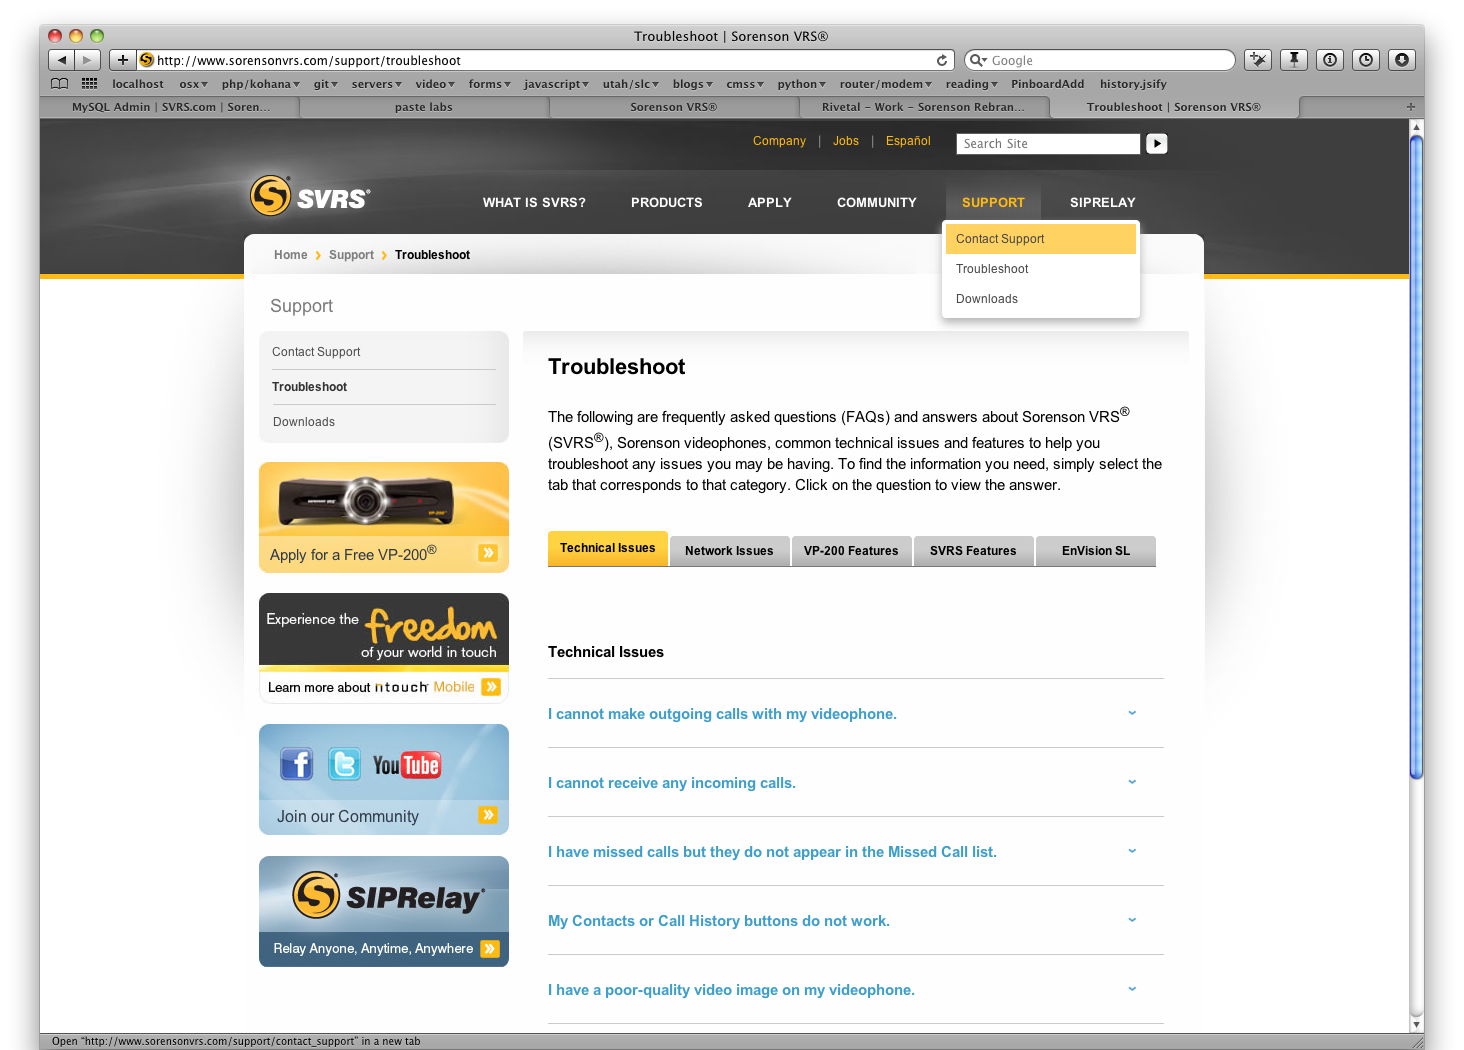 Troubleshoot | Sorenson VRS®
http://www.sorensonvrs.com/support/troubleshoot
Google
localhost osx php/kohana git servers video forms javascript utah/slc blogs cmss python router/modem reading PinboardAdd history.jsify
MySQL Admin | SVRS.com | Soren...
paste labs
Sorenson VRS®
Rivetal – Work – Sorenson Rebran...
Troubleshoot | Sorenson VRS®
Company | Jobs | Español
Search Site
SVRS®
WHAT IS SVRS? PRODUCTS APPLY COMMUNITY SUPPORT SIPRELAY
Contact Support
Troubleshoot
Downloads
Home Support Troubleshoot
Support
Contact Support
Troubleshoot
Downloads
VP-200
Apply for a Free VP-200®
Experience the freedom
of your world in touch
Learn more about ntouch Mobile
You Tube
Join our Community
SIPRelay®
Relay Anyone, Anytime, Anywhere
Troubleshoot
The following are frequently asked questions (FAQs) and answers about Sorenson VRS®
(SVRS®), Sorenson videophones, common technical issues and features to help you
troubleshoot any issues you may be having. To find the information you need, simply select the
tab that corresponds to that category. Click on the question to view the answer.
Technical Issues Network Issues VP-200 Features SVRS Features EnVision SL
Technical Issues
I cannot make outgoing calls with my videophone.
I cannot receive any incoming calls.
I have missed calls but they do not appear in the Missed Call list.
My Contacts or Call History buttons do not work.
I have a poor-quality video image on my videophone.
Open "http://www.sorensonvrs.com/support/contact_support" in a new tab